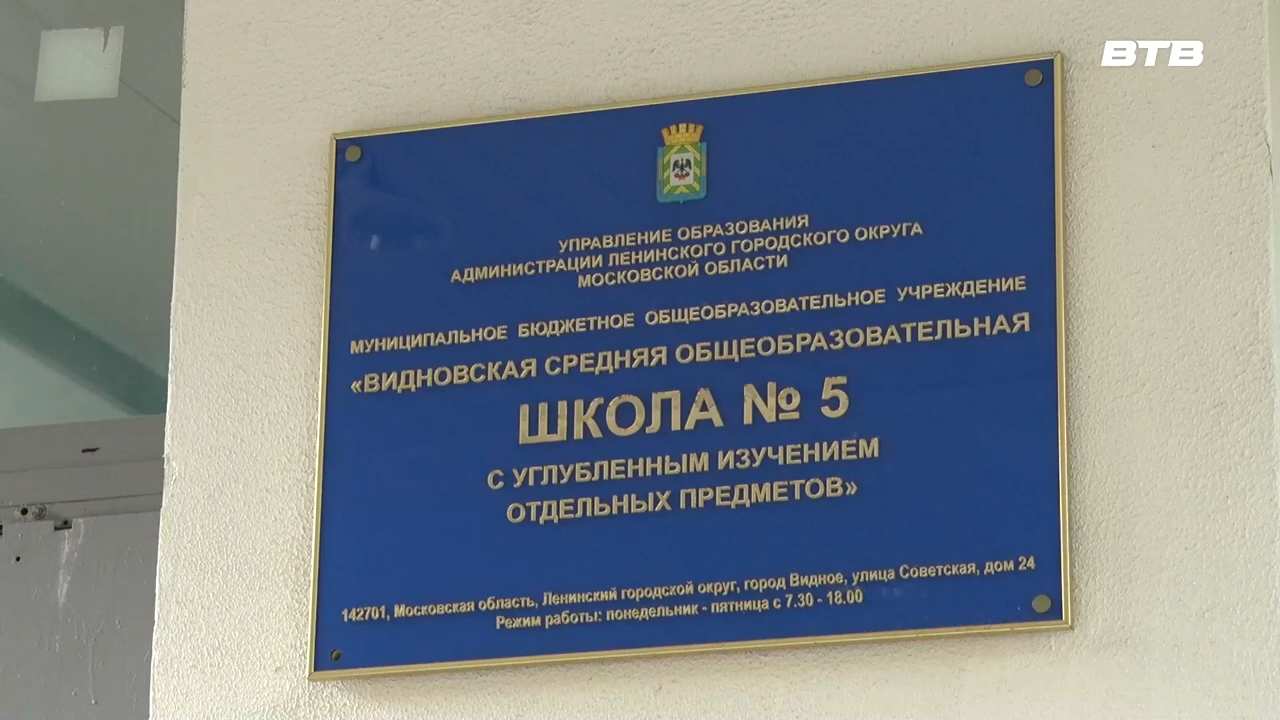 ВТВ
УПРАВЛЕНИЕ ОБРАЗОВАНИЯ
АДМИНИСТРАЦИИ ЛЕНИНСКОГО ГОРОДСКОГО ОКРУГА
МОСКОВСКОЙ ОБЛАСТИ
МУНИЦИПАЛЬНОЕ БЮДЖЕТНОЕ ОБЩЕОБРАЗОВАТЕЛЬНОЕ УЧРЕЖДЕНИЕ
«ВИДНОВСКАЯ СРЕДНЯЯ ОБЩЕОБРАЗОВАТЕЛЬНАЯ
ШКОЛА № 5
С УГЛУБЛЕННЫМ ИЗУЧЕНИЕМ
ОТДЕЛЬНЫХ ПРЕДМЕТОВ»
142701, Московская область, Ленинский городской округ, город Видное, улица Советская, дом 24
Режим работы: понедельник - пятница с 7.30 - 18.00